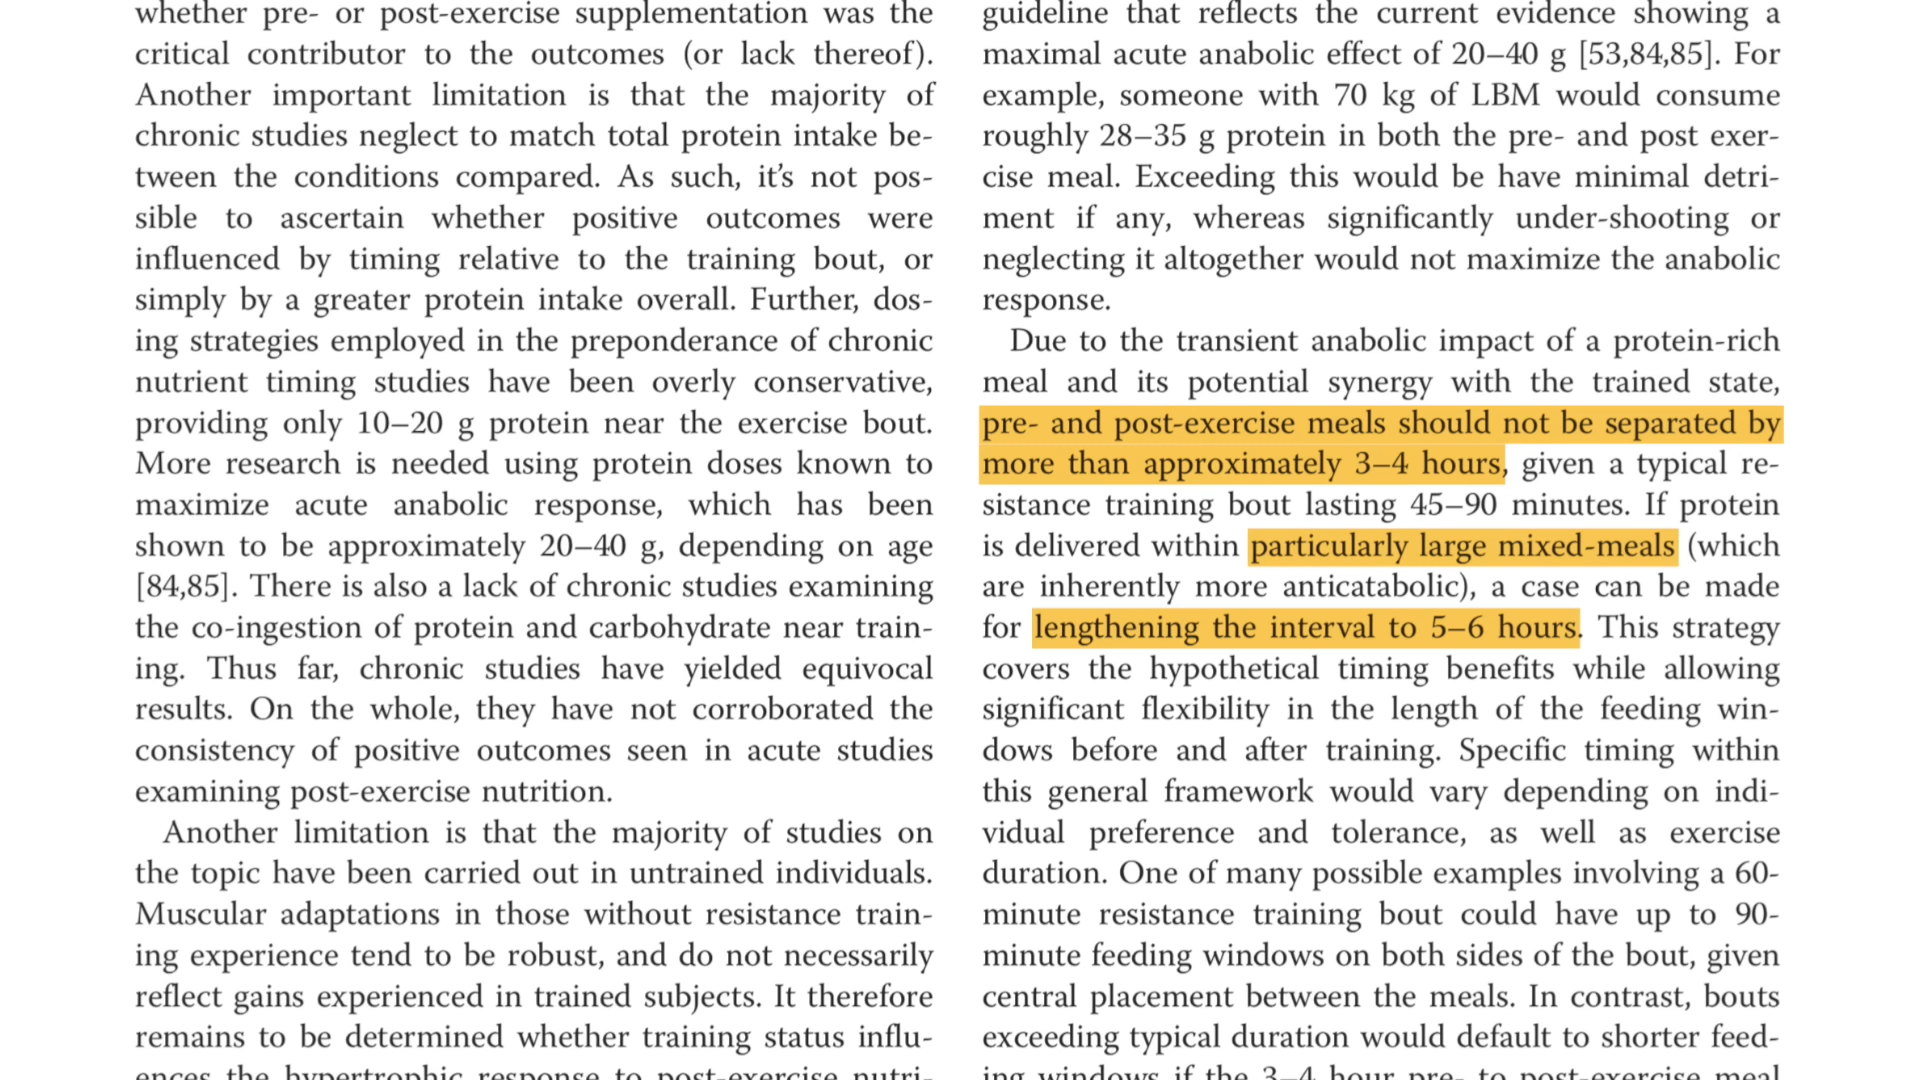 whether pre- or post-exercise supplementation was the
critical contributor to the outcomes (or lack thereof).
Another important limitation is that the majority of
chronic studies neglect to match total protein intake be-
tween the conditions compared. As such, it's not pos-
sible to ascertain whether positive outcomes were
influenced by timing relative to the training bout, or
simply by a greater protein intake overall. Further, dos-
ing strategies employed in the preponderance of chronic
nutrient timing studies have been overly conservative,
providing only 10–20 g protein near the exercise bout.
More research is needed using protein doses known to
maximize acute anabolic response, which has been
shown to be approximately 20–40 g, depending on age
[84,85]. There is also a lack of chronic studies examining
the co-ingestion of protein and carbohydrate near train-
ing. Thus far, chronic studies have yielded equivocal
results. On the whole, they have not corroborated the
consistency of positive outcomes seen in acute studies
examining post-exercise nutrition.
Another limitation is that the majority of studies on
the topic have been carried out in untrained individuals.
Muscular adaptations in those without resistance train-
ing experience tend to be robust, and do not necessarily
reflect gains experienced in trained subjects. It therefore
remains to be determined whether training status influ-
ences the hypertrophic response to post-exercise nutri-
guideline that reflects the current evidence showing a
maximal acute anabolic effect of 20–40 g [53,84,85]. For
example, someone with 70 kg of LBM would consume
roughly 28–35 g protein in both the pre- and post exer-
cise meal. Exceeding this would be have minimal detri-
ment if any, whereas significantly under-shooting or
neglecting it altogether would not maximize the anabolic
response.
Due to the transient anabolic impact of a protein-rich
meal and its potential synergy with the trained state,
pre- and post-exercise meals should not be separated by
more than approximately 3–4 hours, given a typical re-
sistance training bout lasting 45–90 minutes. If protein
is delivered within particularly large mixed-meals (which
are inherently more anticatabolic), a case can be made
for lengthening the interval to 5–6 hours. This strategy
covers the hypothetical timing benefits while allowing
significant flexibility in the length of the feeding win-
dows before and after training. Specific timing within
this general framework would vary depending on indi-
vidual preference and tolerance, as well as exercise
duration. One of many possible examples involving a 60-
minute resistance training bout could have up to 90-
minute feeding windows on both sides of the bout, given
central placement between the meals. In contrast, bouts
exceeding typical duration would default to shorter feed-
ing windows if the 3–4 hour pre- to post-exercise meal